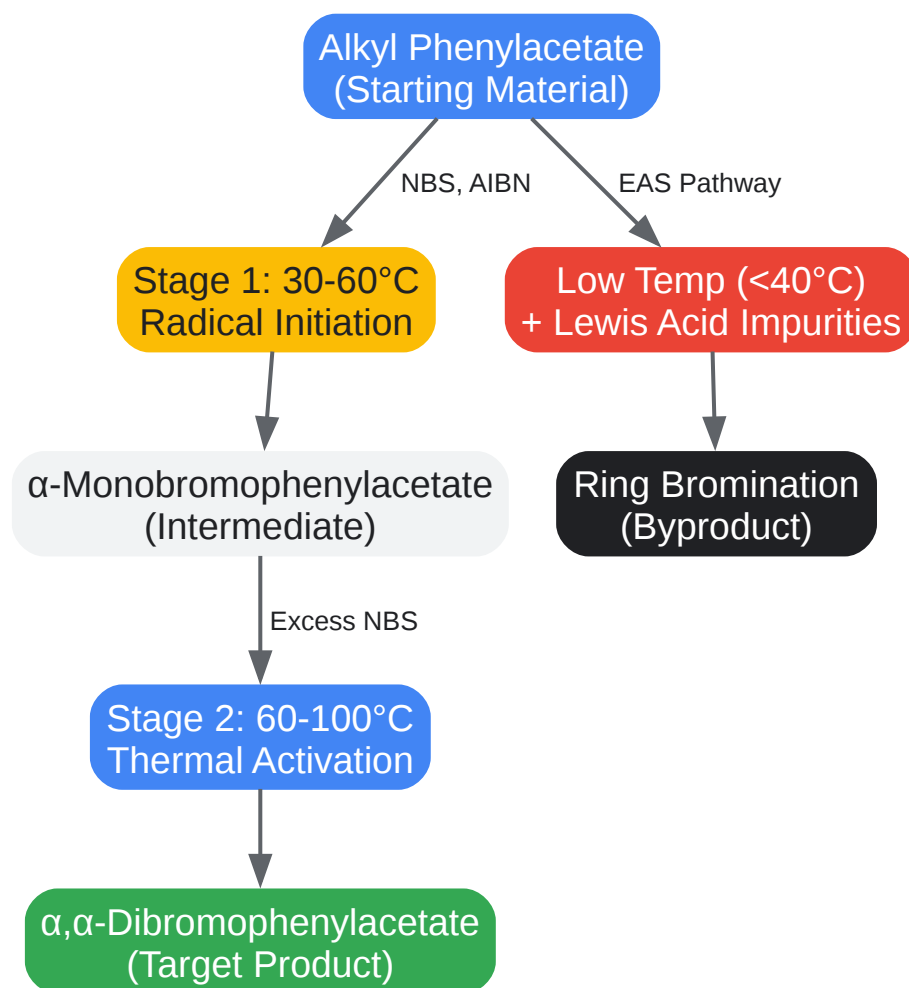 Alkyl Phenylacetate
(Starting Material)
NBS, AIBN
EAS Pathway
Stage 1: 30-60°C
Radical Initiation
Low Temp (<40°C)
+ Lewis Acid Impurities
α-Monobromophenylacetate
(Intermediate)
Ring Bromination
(Byproduct)
Excess NBS
Stage 2: 60-100°C
Thermal Activation
α,α-Dibromophenylacetate
(Target Product)